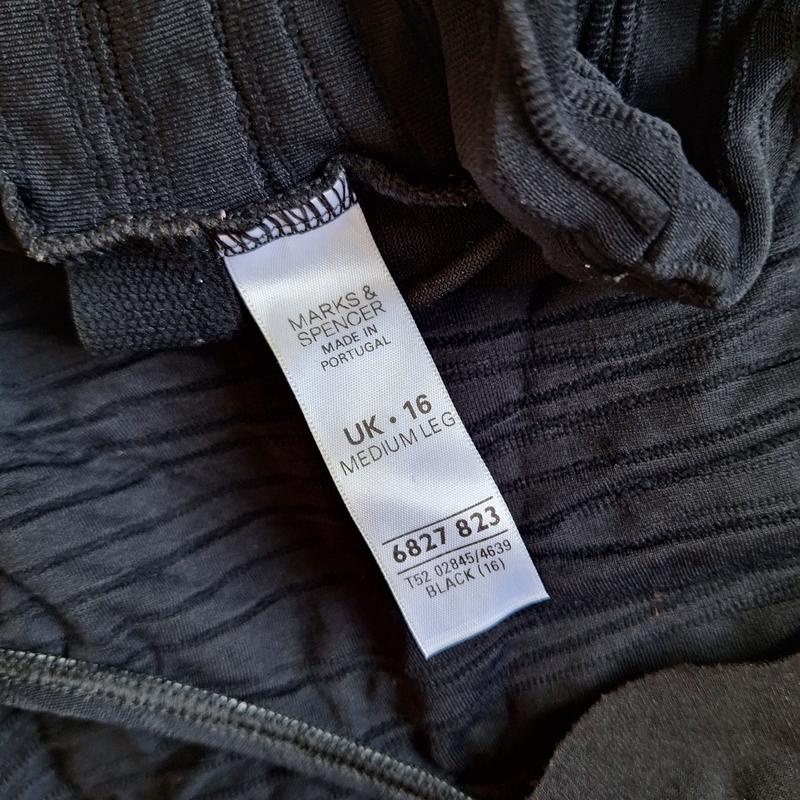 MARKS &
SPENCER
MADE IN
PORTUGAL
UK • 16
MEDIUM LEG
6827 823
T52 02845/4639
BLACK (16)